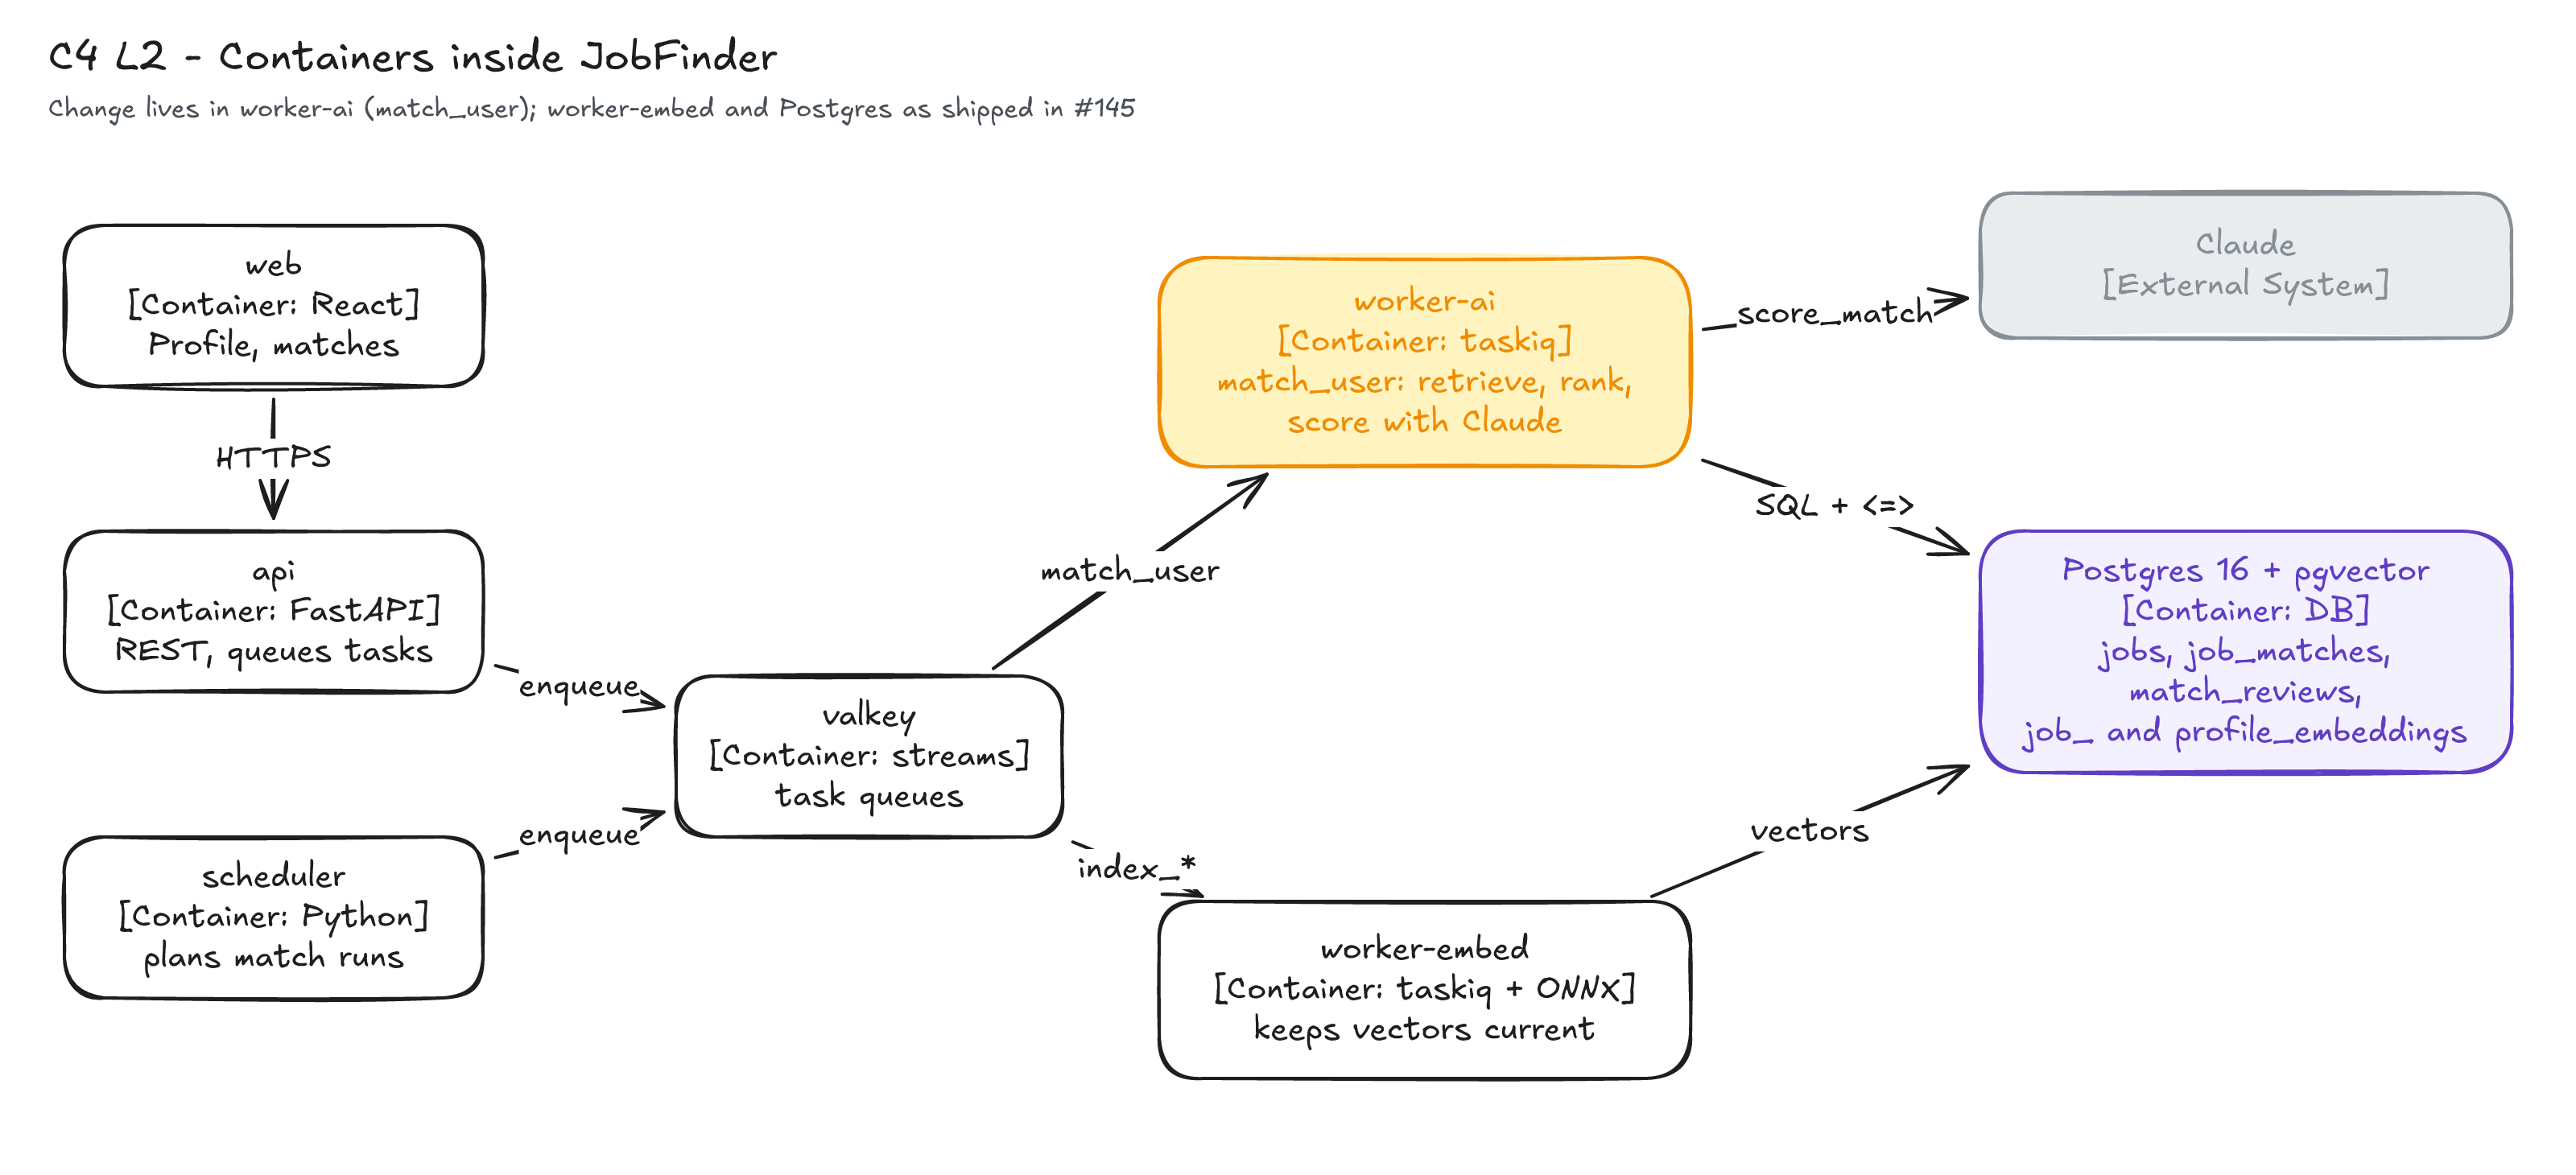 C4 L2 - Containers inside JobFinder
Change lives in worker-ai (match_user); worker-embed and Postgres as shipped in #145
web
[Container: React]
Profile, matches
HTTPS
api
[Container: FastAPI]
REST, queues tasks
enqueue
scheduler
[Container: Python]
plans match runs
enqueue
valkey
[Container: streams]
task queues
match_user
index_*
worker-ai
[Container: taskiq]
match_user: retrieve, rank,
score with Claude
worker-embed
[Container: taskiq + ONNX]
keeps vectors current
score_match
SQL + <=>
vectors
Claude
[External System]
Postgres 16 + pgvector
[Container: DB]
jobs, job_matches,
match_reviews,
job_ and profile_embeddings